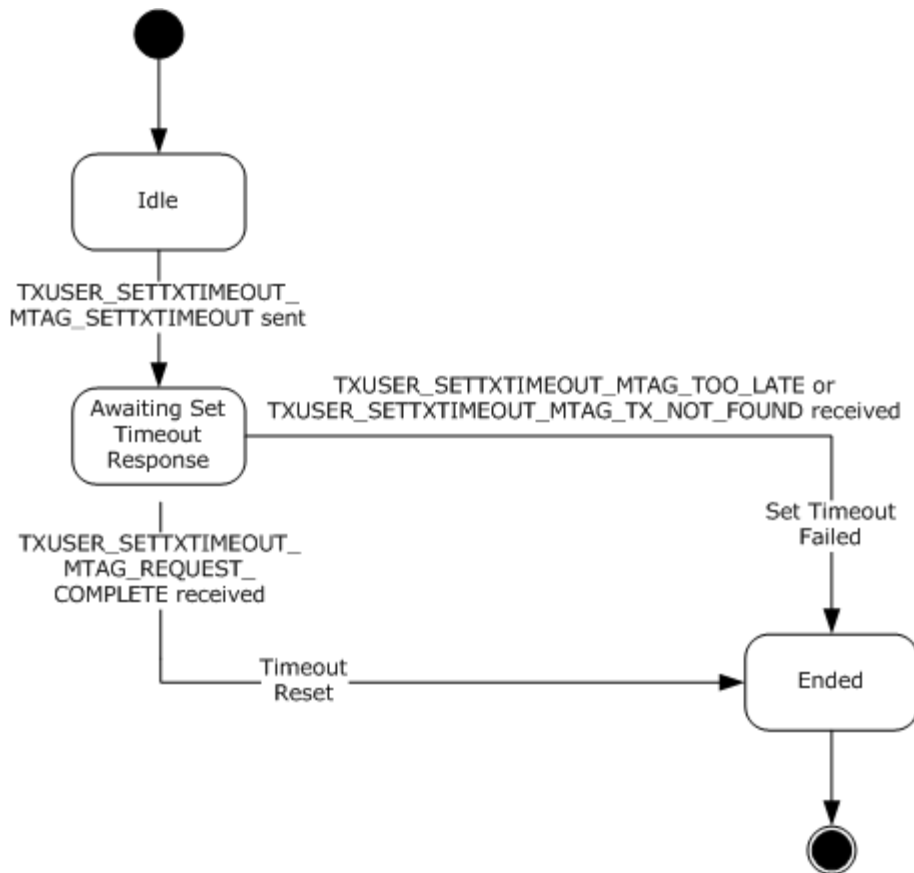 Idle
TXUSER_SETTXTIMEOUT_
MTAG_SETTXTIMEOUT sent
Awaiting Set
Timeout
Response
TXUSER_SETTXTIMEOUT_MTAG_TOO_LATE or
TXUSER_SETTXTIMEOUT_MTAG_TX_NOT_FOUND received
Set Timeout
Failed
TXUSER_SETTXTIMEOUT_
MTAG_REQUEST_
COMPLETE received
Timeout
Reset
Ended